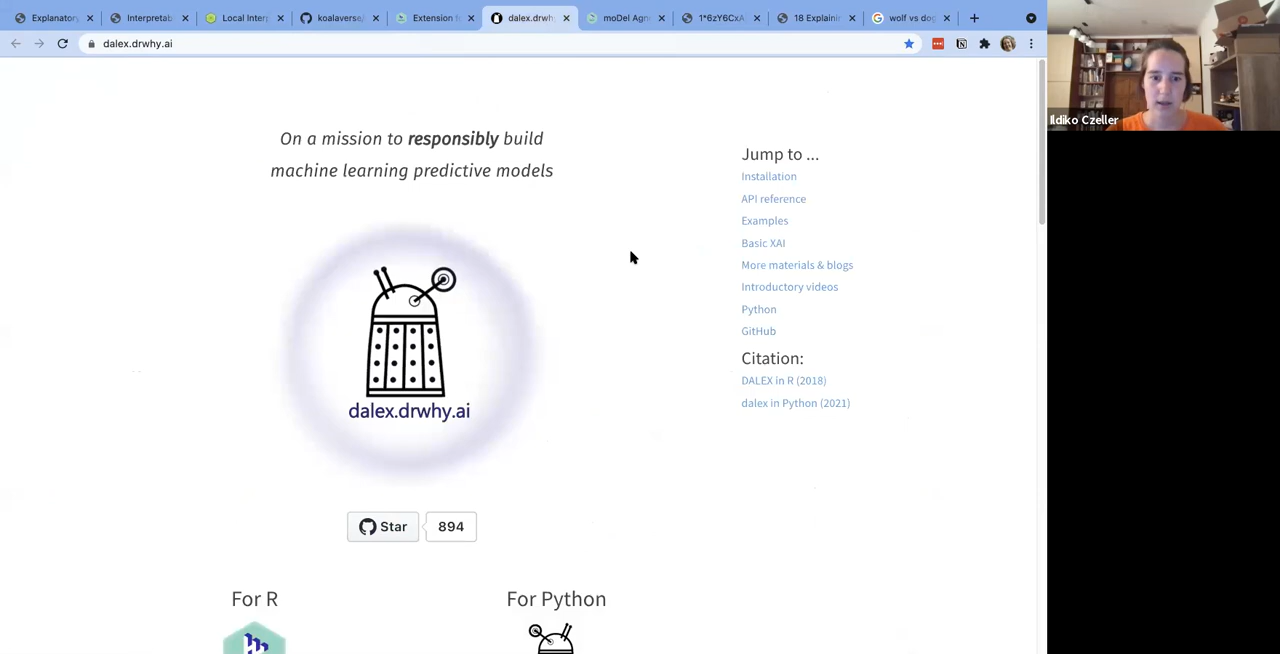 Explanatory
Interpretab
Local Interp
koalaverse/
Extension f
dalex.drwh
moDel Agn
1*6zY6CxA
18 Explainin
wolf vs dog
dalex.drwhy.ai
On a mission to responsibly build
machine learning predictive models
dalex.drwhy.ai
Star 894
For R
For Python
Jump to ...
Installation
API reference
Examples
Basic XAI
More materials & blogs
Introductory videos
Python
GitHub
Citation:
DALEX in R (2018)
dalex in Python (2021)
Ildiko Czeller